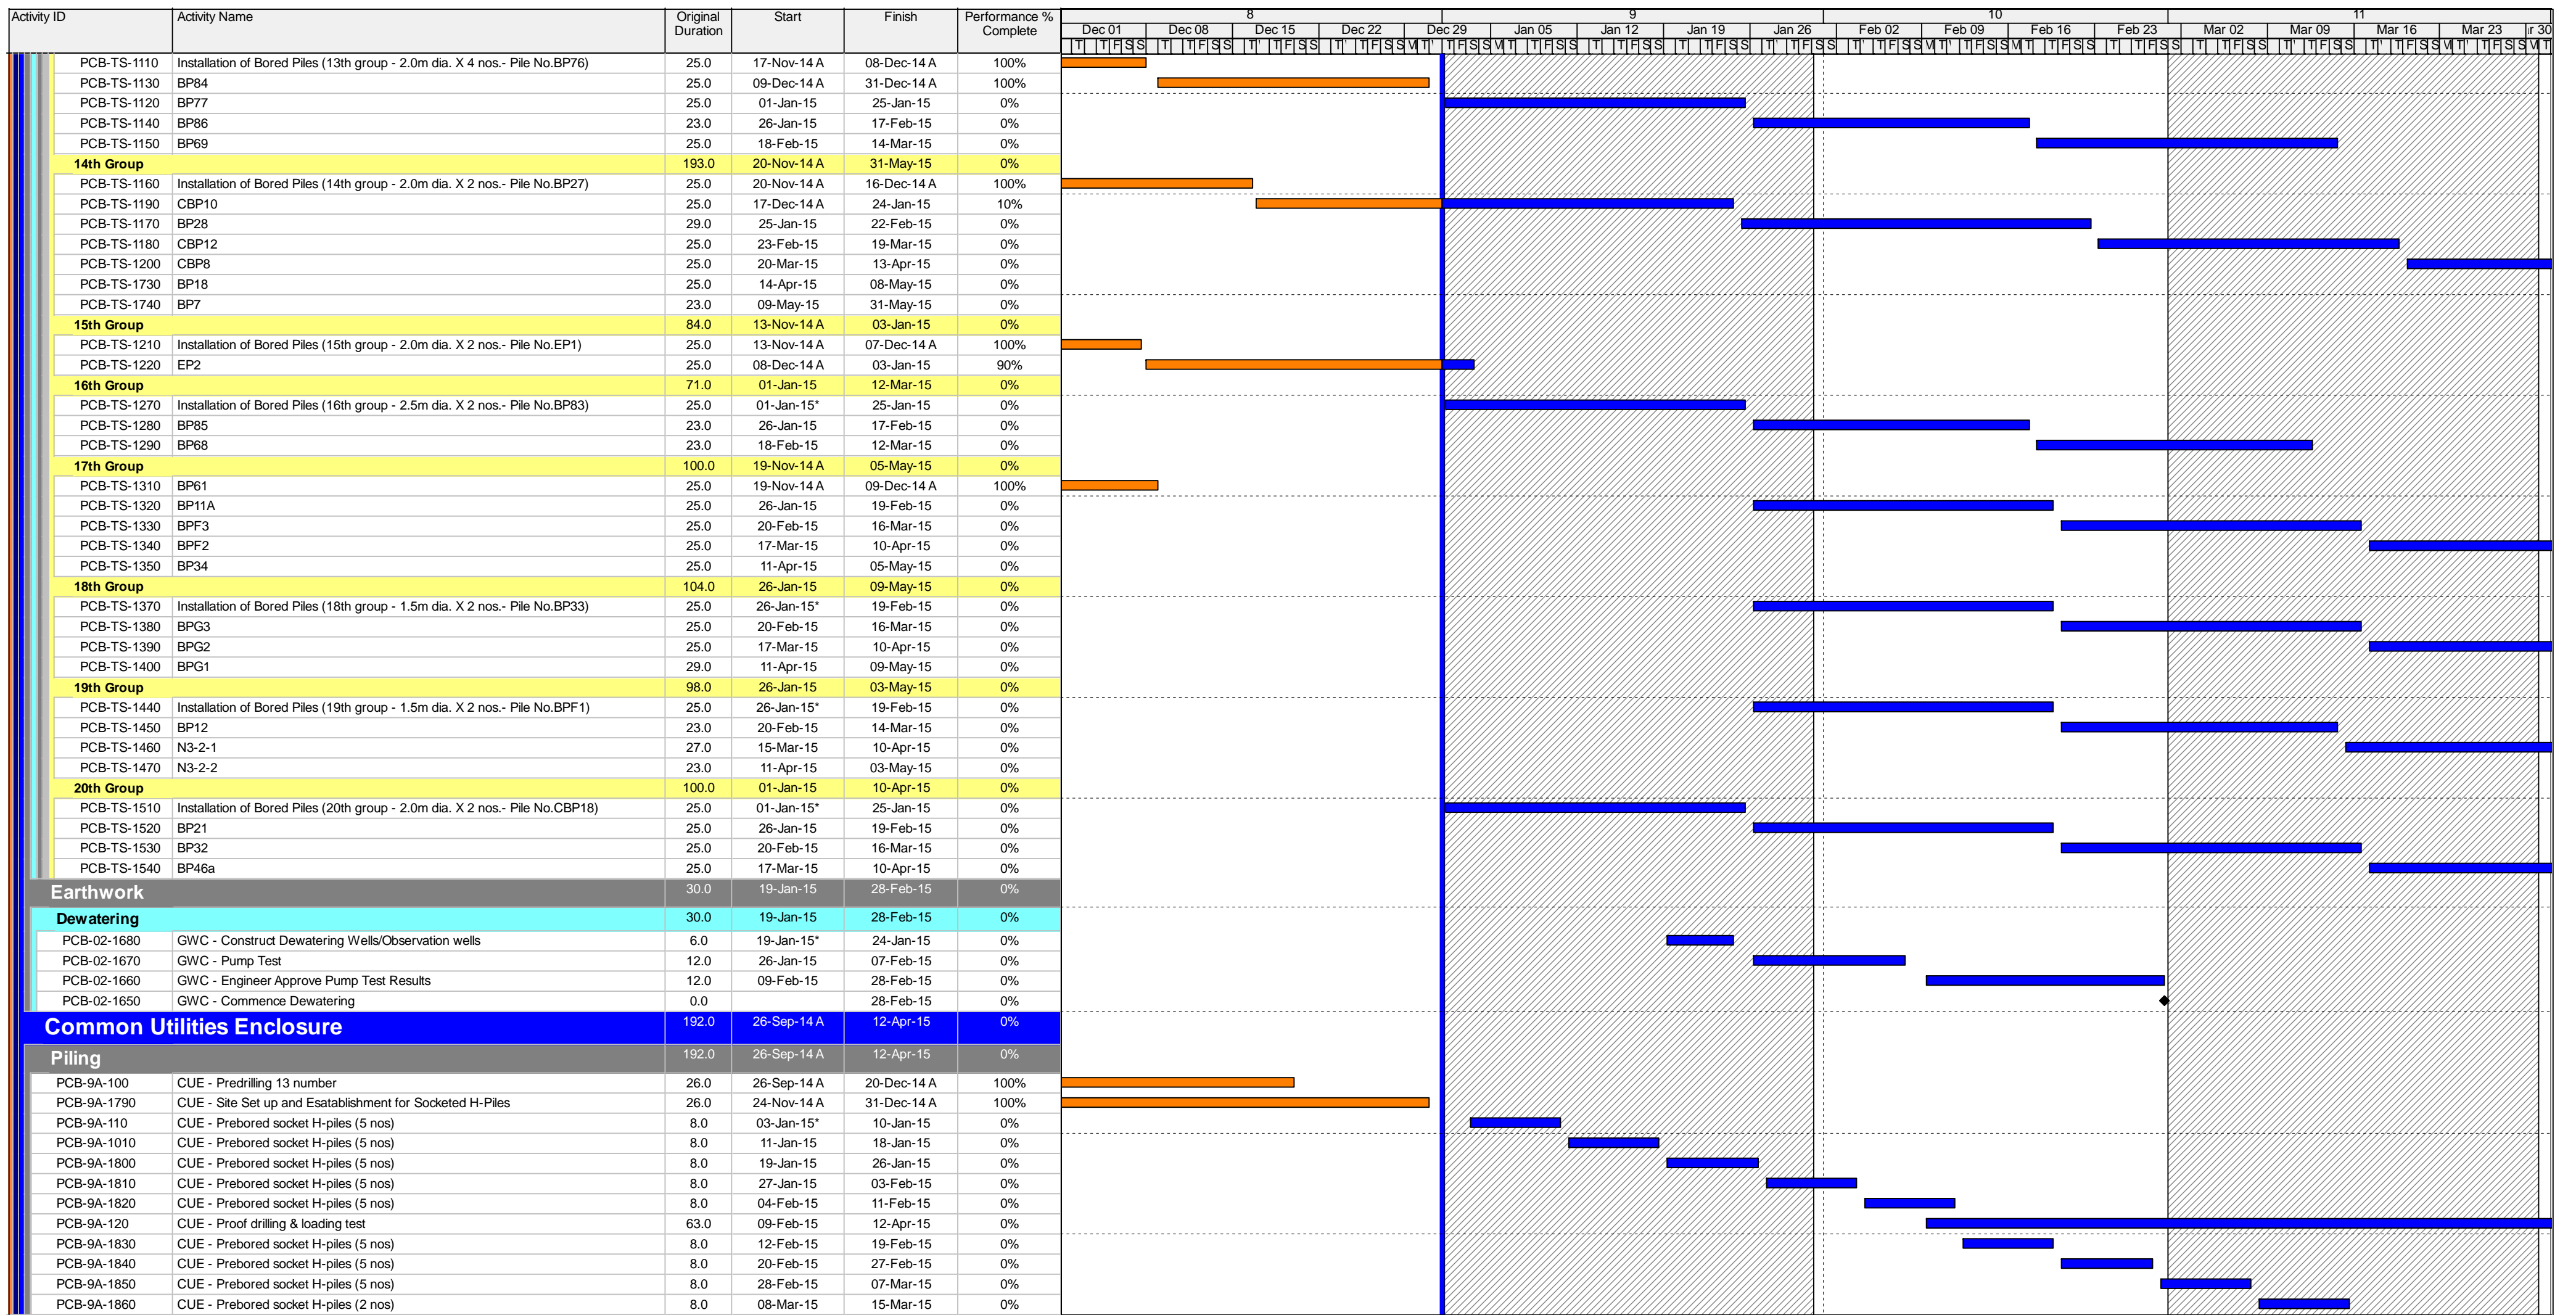 Activity ID Activity Name Original Duration Start Finish Performance % Complete
8 9 10 11
Dec 01 Dec 08 Dec 15 Dec 22 Dec 29 Jan 05 Jan 12 Jan 19 Jan 26 Feb 02 Feb 09 Feb 16 Feb 23 Mar 02 Mar 09 Mar 16 Mar 23
PCB-TS-1110 Installation of Bored Piles (13th group - 2.0m dia. X 4 nos.- Pile No.BP76) 25.0 17-Nov-14 A 08-Dec-14 A 100%
PCB-TS-1130 BP84 25.0 09-Dec-14 A 31-Dec-14 A 100%
PCB-TS-1120 BP77 25.0 01-Jan-15 25-Jan-15 0%
PCB-TS-1140 BP86 23.0 26-Jan-15 17-Feb-15 0%
PCB-TS-1150 BP69 25.0 18-Feb-15 14-Mar-15 0%
14th Group 193.0 20-Nov-14 A 31-May-15 0%
PCB-TS-1160 Installation of Bored Piles (14th group - 2.0m dia. X 2 nos.- Pile No.BP27) 25.0 20-Nov-14 A 16-Dec-14 A 100%
PCB-TS-1190 CBP10 25.0 17-Dec-14 A 24-Jan-15 10%
PCB-TS-1170 BP28 29.0 25-Jan-15 22-Feb-15 0%
PCB-TS-1180 CBP12 25.0 23-Feb-15 19-Mar-15 0%
PCB-TS-1200 CBP8 25.0 20-Mar-15 13-Apr-15 0%
PCB-TS-1730 BP18 25.0 14-Apr-15 08-May-15 0%
PCB-TS-1740 BP7 23.0 09-May-15 31-May-15 0%
15th Group 84.0 13-Nov-14 A 03-Jan-15 0%
PCB-TS-1210 Installation of Bored Piles (15th group - 2.0m dia. X 2 nos.- Pile No.EP1) 25.0 13-Nov-14 A 07-Dec-14 A 100%
PCB-TS-1220 EP2 25.0 08-Dec-14 A 03-Jan-15 90%
16th Group 71.0 01-Jan-15 12-Mar-15 0%
PCB-TS-1270 Installation of Bored Piles (16th group - 2.5m dia. X 2 nos.- Pile No.BP83) 25.0 01-Jan-15* 25-Jan-15 0%
PCB-TS-1280 BP85 23.0 26-Jan-15 17-Feb-15 0%
PCB-TS-1290 BP68 23.0 18-Feb-15 12-Mar-15 0%
17th Group 100.0 19-Nov-14 A 05-May-15 0%
PCB-TS-1310 BP61 25.0 19-Nov-14 A 09-Dec-14 A 100%
PCB-TS-1320 BP11A 25.0 26-Jan-15 19-Feb-15 0%
PCB-TS-1330 BPF3 25.0 20-Feb-15 16-Mar-15 0%
PCB-TS-1340 BPF2 25.0 17-Mar-15 10-Apr-15 0%
PCB-TS-1350 BP34 25.0 11-Apr-15 05-May-15 0%
18th Group 104.0 26-Jan-15 09-May-15 0%
PCB-TS-1370 Installation of Bored Piles (18th group - 1.5m dia. X 2 nos.- Pile No.BP33) 25.0 26-Jan-15* 19-Feb-15 0%
PCB-TS-1380 BPG3 25.0 20-Feb-15 16-Mar-15 0%
PCB-TS-1390 BPG2 25.0 17-Mar-15 10-Apr-15 0%
PCB-TS-1400 BPG1 29.0 11-Apr-15 09-May-15 0%
19th Group 98.0 26-Jan-15 03-May-15 0%
PCB-TS-1440 Installation of Bored Piles (19th group - 1.5m dia. X 2 nos.- Pile No.BPF1) 25.0 26-Jan-15* 19-Feb-15 0%
PCB-TS-1450 BP12 23.0 20-Feb-15 14-Mar-15 0%
PCB-TS-1460 N3-2-1 27.0 15-Mar-15 10-Apr-15 0%
PCB-TS-1470 N3-2-2 23.0 11-Apr-15 03-May-15 0%
20th Group 100.0 01-Jan-15 10-Apr-15 0%
PCB-TS-1510 Installation of Bored Piles (20th group - 2.0m dia. X 2 nos.- Pile No.CBP18) 25.0 01-Jan-15* 25-Jan-15 0%
PCB-TS-1520 BP21 25.0 26-Jan-15 19-Feb-15 0%
PCB-TS-1530 BP32 25.0 20-Feb-15 16-Mar-15 0%
PCB-TS-1540 BP46a 25.0 17-Mar-15 10-Apr-15 0%
Earthwork 30.0 19-Jan-15 28-Feb-15 0%
Dewatering 30.0 19-Jan-15 28-Feb-15 0%
PCB-02-1680 GWC - Construct Dewatering Wells/Observation wells 6.0 19-Jan-15* 24-Jan-15 0%
PCB-02-1670 GWC - Pump Test 12.0 26-Jan-15 07-Feb-15 0%
PCB-02-1660 GWC - Engineer Approve Pump Test Results 12.0 09-Feb-15 28-Feb-15 0%
PCB-02-1650 GWC - Commence Dewatering 0.0 28-Feb-15 0%
Common Utilities Enclosure 192.0 26-Sep-14 A 12-Apr-15 0%
Piling 192.0 26-Sep-14 A 12-Apr-15 0%
PCB-9A-100 CUE - Predrilling 13 number 26.0 26-Sep-14 A 20-Dec-14 A 100%
PCB-9A-1790 CUE - Site Set up and Esatablishment for Socketed H-Piles 26.0 24-Nov-14 A 31-Dec-14 A 100%
PCB-9A-110 CUE - Prebored socket H-piles (5 nos) 8.0 03-Jan-15* 10-Jan-15 0%
PCB-9A-1010 CUE - Prebored socket H-piles (5 nos) 8.0 11-Jan-15 18-Jan-15 0%
PCB-9A-1800 CUE - Prebored socket H-piles (5 nos) 8.0 19-Jan-15 26-Jan-15 0%
PCB-9A-1810 CUE - Prebored socket H-piles (5 nos) 8.0 27-Jan-15 03-Feb-15 0%
PCB-9A-1820 CUE - Prebored socket H-piles (5 nos) 8.0 04-Feb-15 11-Feb-15 0%
PCB-9A-120 CUE - Proof drilling & loading test 63.0 09-Feb-15 12-Apr-15 0%
PCB-9A-1830 CUE - Prebored socket H-piles (5 nos) 8.0 12-Feb-15 19-Feb-15 0%
PCB-9A-1840 CUE - Prebored socket H-piles (5 nos) 8.0 20-Feb-15 27-Feb-15 0%
PCB-9A-1850 CUE - Prebored socket H-piles (5 nos) 8.0 28-Feb-15 07-Mar-15 0%
PCB-9A-1860 CUE - Prebored socket H-piles (2 nos) 8.0 08-Mar-15 15-Mar-15 0%